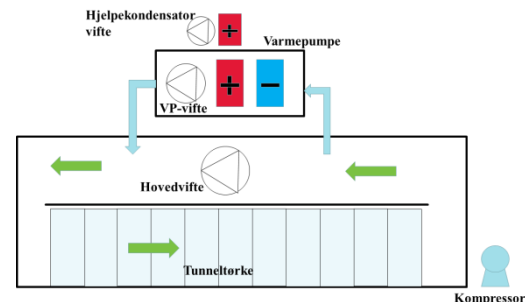 Hjelpekondensator
vifte
Varmepumpe
VP-vifte
Hovedvifte
Tunneltørke
Kompressor